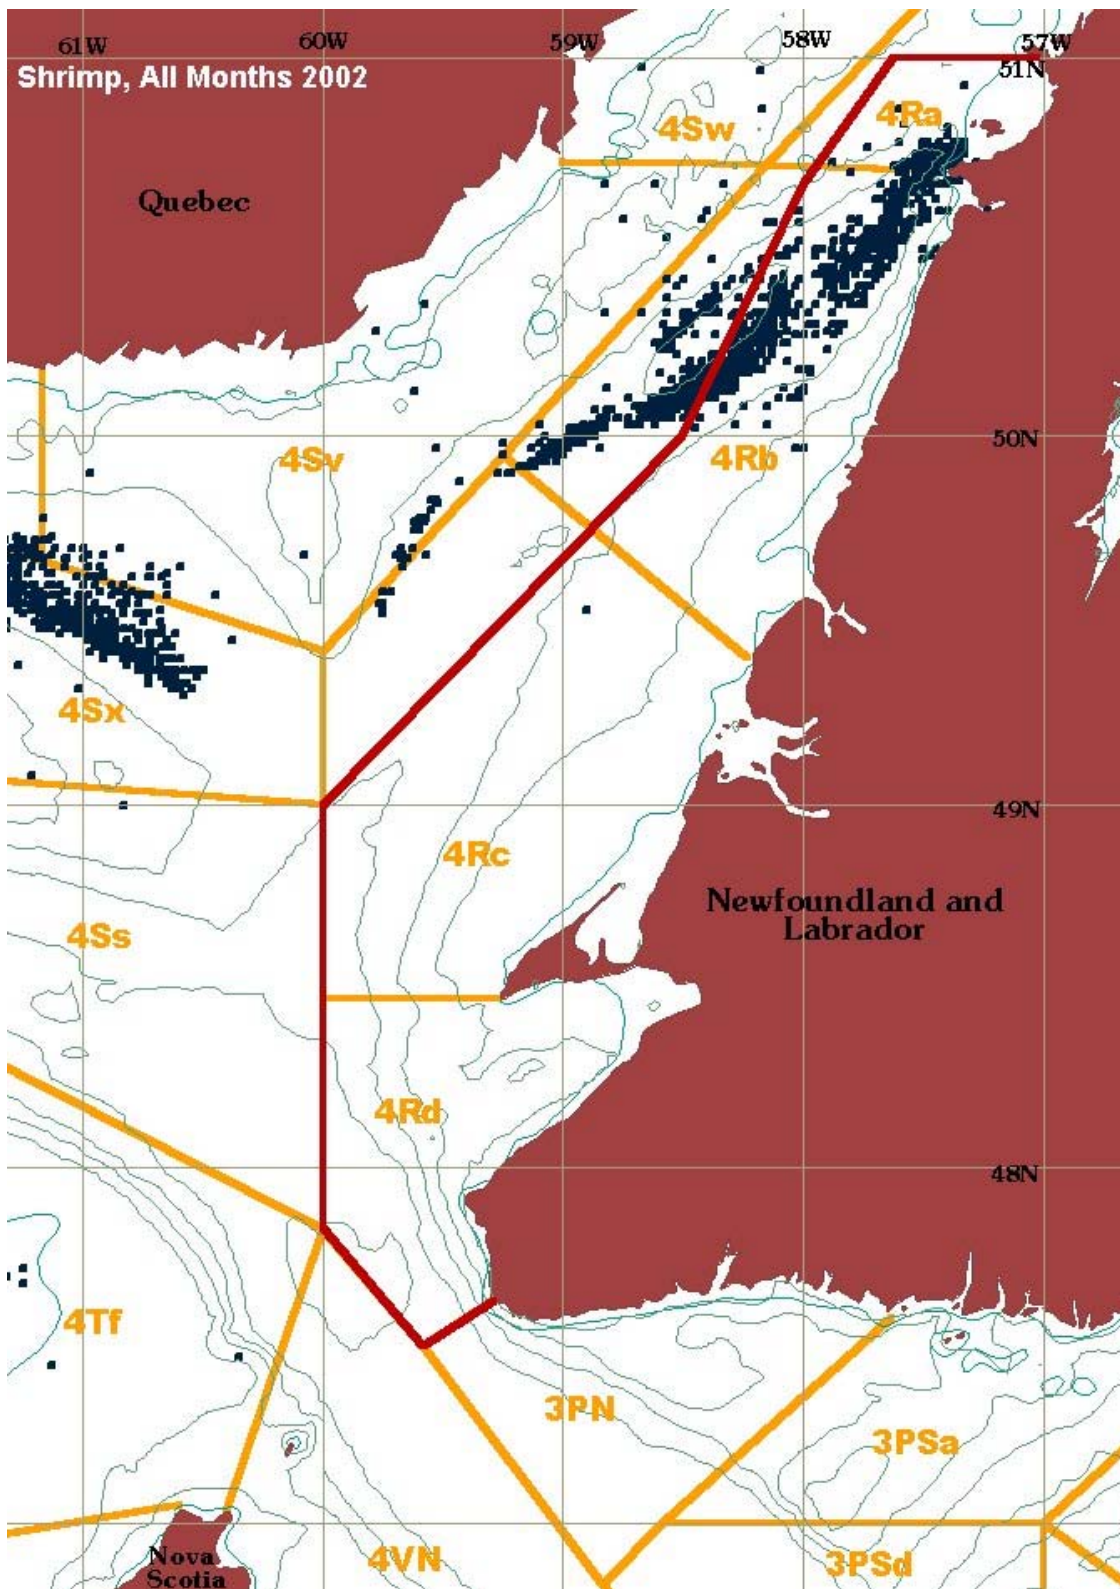 61W
60W
59W
58W
57W
51N
Shrimp, All Months 2002
4Ra
4Sw
Quebec
50N
4Sv
4Rb
4Sx
49N
4Rc
Newfoundland and
Labrador
4Ss
4Rd
48N
4Tf
3PN
3PSa
4VN
3PSd
Nova
Scotia